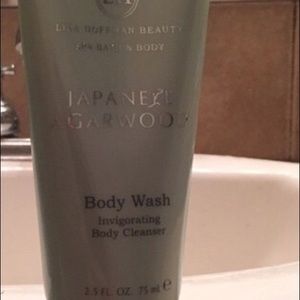 LISA HOFFMAN BEAUTY
SPA BATH & BODY
JAPANESE
AGARWOOD
Body Wash
Invigorating
Body Cleanser
2.5 FL. OZ. 75 mL e